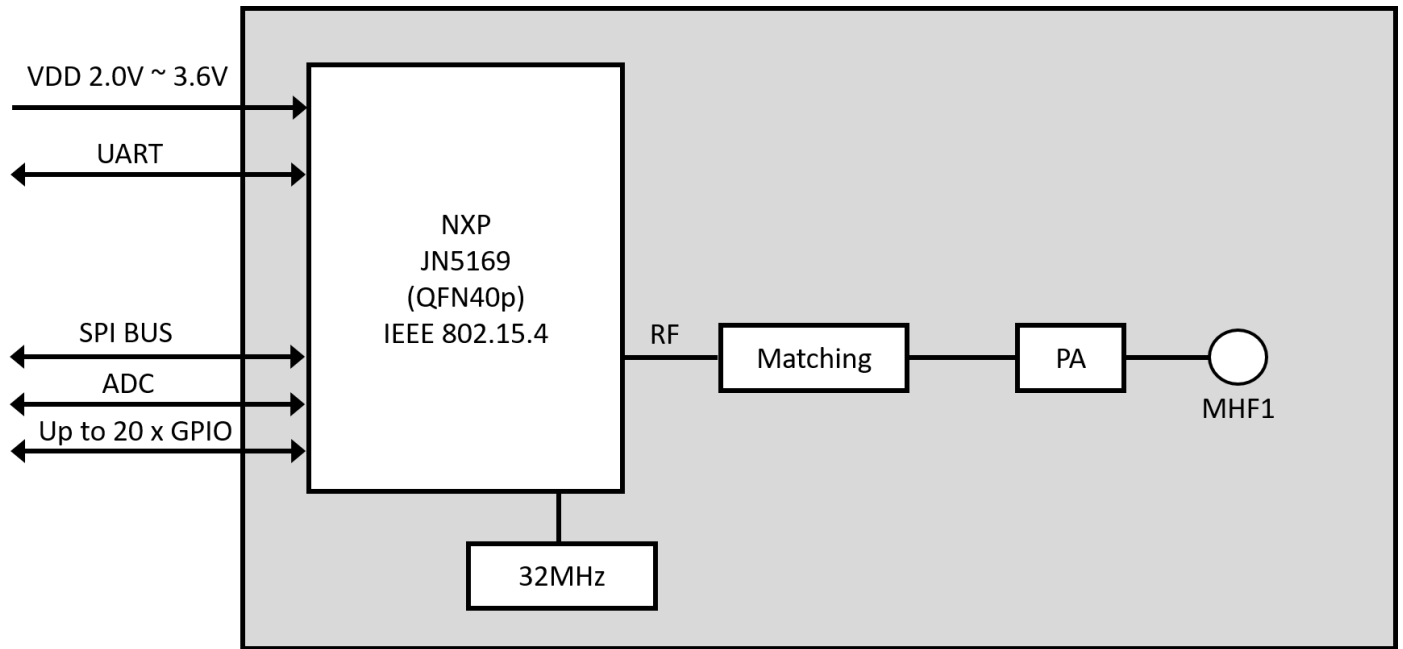 VDD 2.0V ~ 3.6V
UART
SPI BUS
ADC
Up to 20 x GPIO
NXP
JN5169
(QFN40p)
IEEE 802.15.4
32MHz
RF
Matching
PA
MHF1